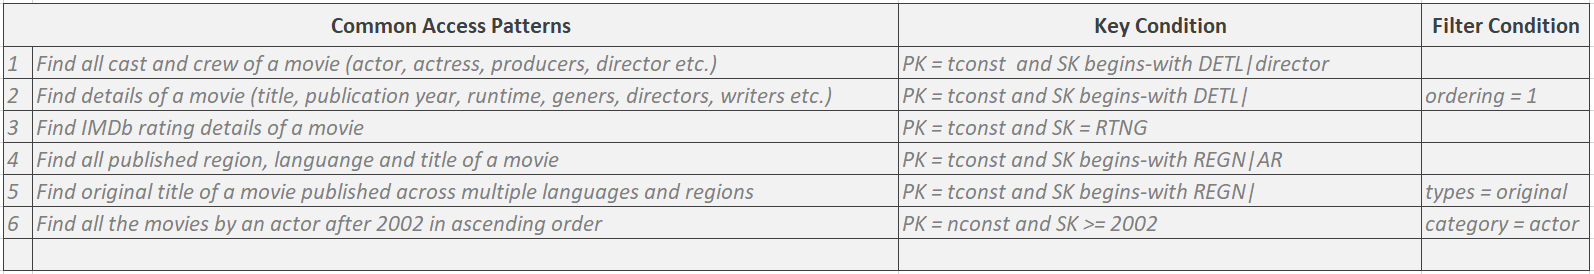 Common Access Patterns Key Condition Filter Condition
1 Find all cast and crew of a movie (actor, actress, producers, director etc.) PK = tconst and SK begins-with DETL|director
2 Find details of a movie (title, publication year, runtime, geners, directors, writers etc.) PK = tconst and SK begins-with DETL| ordering = 1
3 Find IMDb rating details of a movie PK = tconst and SK = RTNG
4 Find all published region, languange and title of a movie PK = tconst and SK begins-with REGN|AR
5 Find original title of a movie published across multiple languages and regions PK = tconst and SK begins-with REGN| types = original
6 Find all the movies by an actor after 2002 in ascending order PK = nconst and SK >= 2002 category = actor